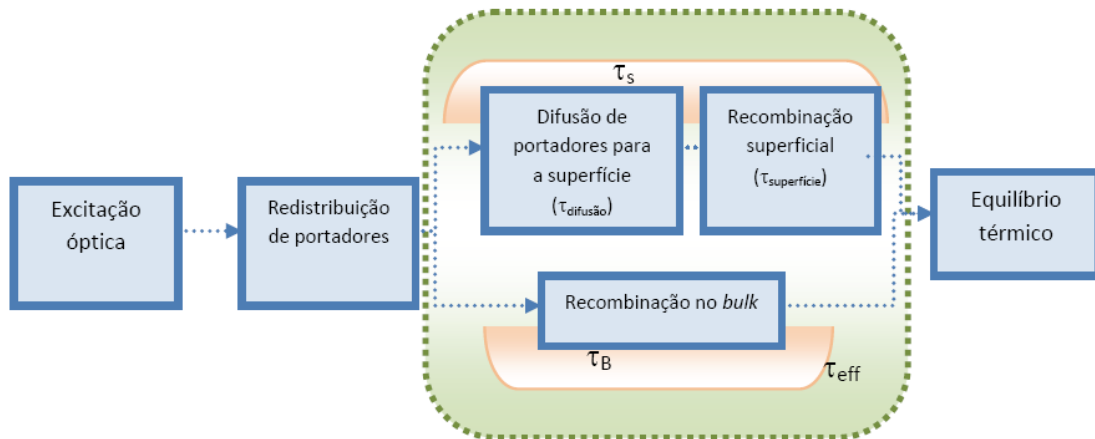 Excitação
óptica
Redistribuição
de portadores
τs
Difusão de
portadores para
a superfície
(τdifusão)
Recombinação
superficial
(τsuperfície)
Recombinação no bulk
τB
τeff
Equilíbrio
térmico